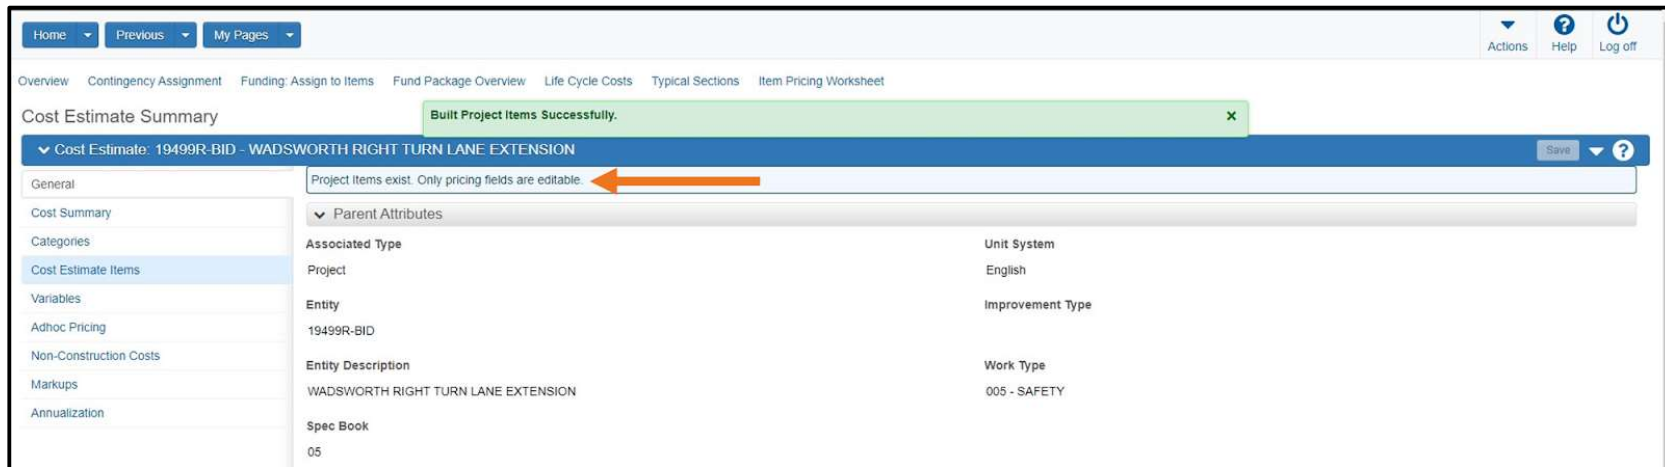 Home Previous My Pages
Actions Help Log off
Overview Contingency Assignment Funding: Assign to Items Fund Package Overview Life Cycle Costs Typical Sections Item Pricing Worksheet
Cost Estimate Summary
Built Project Items Successfully. x
Cost Estimate: 19499R-BID - WADSWORTH RIGHT TURN LANE EXTENSION
Save ?
General
Project Items exist. Only pricing fields are editable.
Cost Summary
Parent Attributes
Categories
Associated Type Unit System
Cost Estimate Items
Project English
Variables
Entity Improvement Type
Adhoc Pricing
19499R-BID
Non-Construction Costs
Entity Description Work Type
Markups
WADSWORTH RIGHT TURN LANE EXTENSION 005 - SAFETY
Annualization
Spec Book
05